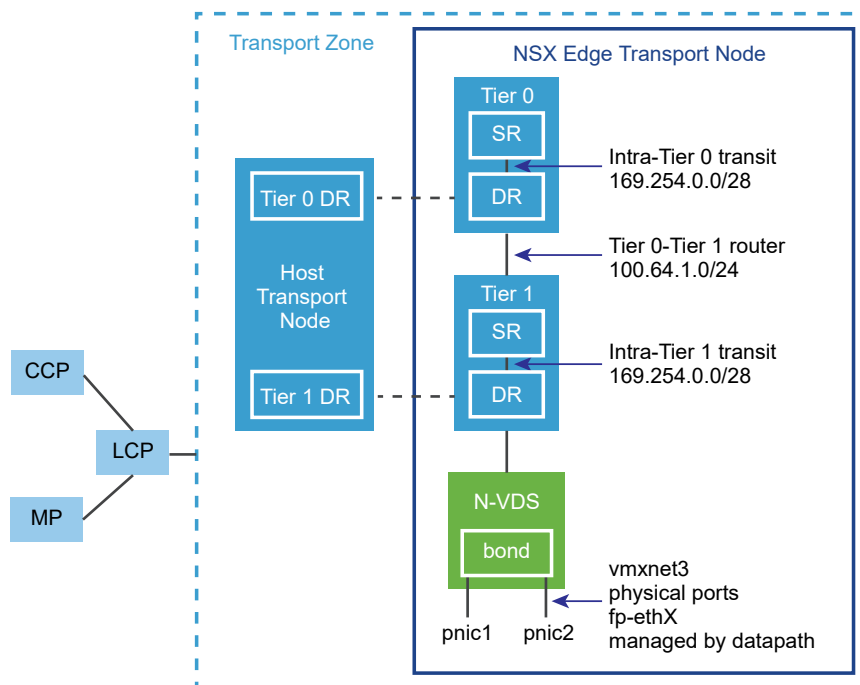 Transport Zone
NSX Edge Transport Node
Tier 0
SR
Intra-Tier 0 transit
169.254.0.0/28
DR
Tier 0 DR
Tier 0-Tier 1 router
100.64.1.0/24
Host
Transport
Node
Tier 1
SR
Intra-Tier 1 transit
169.254.0.0/28
DR
Tier 1 DR
CCP
LCP
MP
N-VDS
bond
vmxnet3
physical ports
fp-ethX
managed by datapath
pnic1
pnic2